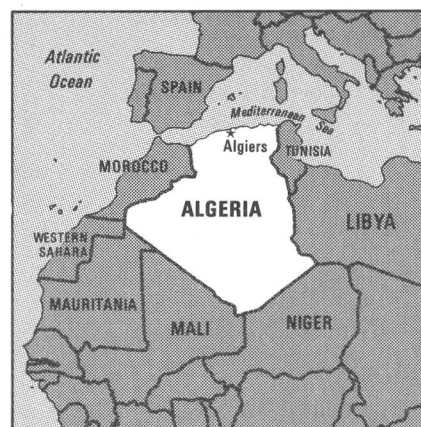 Atlantic
Ocean
SPAIN
Mediterranean
Sea
Algiers
TUNISIA
MOROCCO
ALGERIA
LIBYA
WESTERN
SAHARA
MAURITANIA
MALI
NIGER